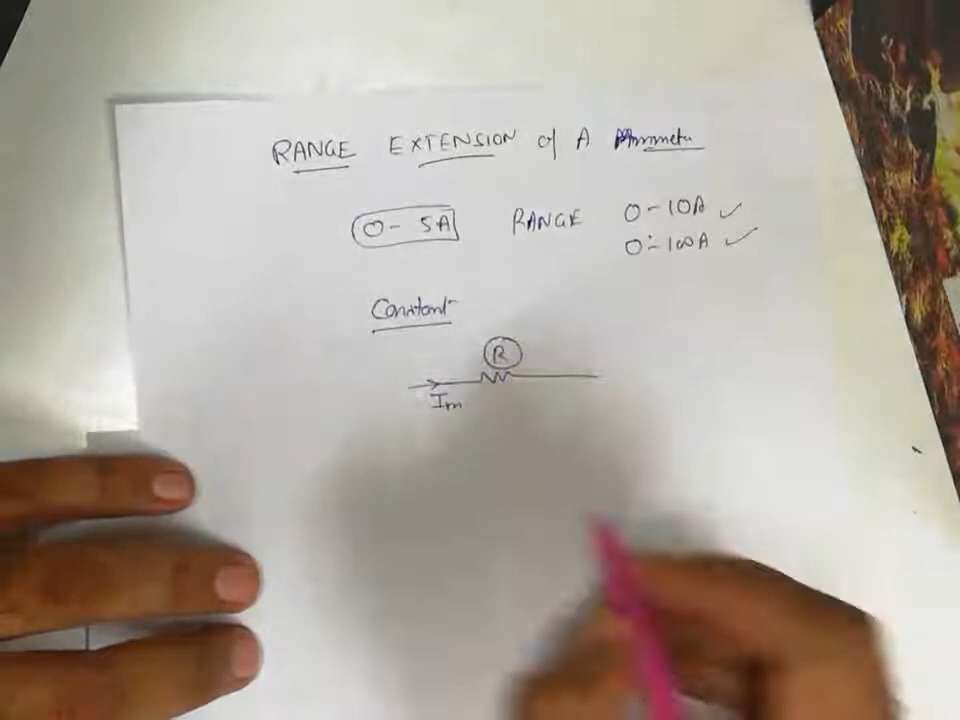 RANGE EXTENSION of A Ammeter
0 - 5A RANGE 0 - 10A ✓
0 - 100A ✓
Constant
R
Im